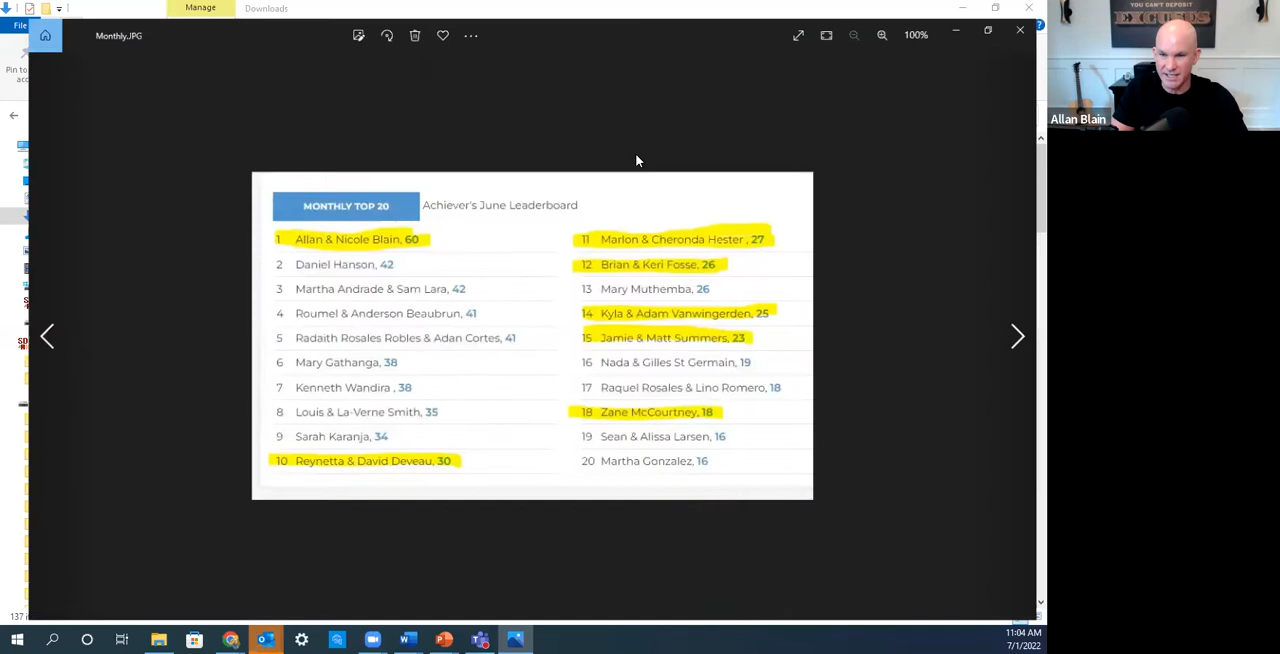 Manage
Downloads
File
Monthly.JPG
100%
YOU CAN'T DEPOSIT
EXCUSES
Pin to
Allan Blain
MONTHLY TOP 20
Achiever's June Leaderboard
1 Allan & Nicole Blain, 60
2 Daniel Hanson, 42
3 Martha Andrade & Sam Lara, 42
4 Roumel & Anderson Beaubrun, 41
5 Radaith Rosales Robles & Adan Cortes, 41
6 Mary Gathanga, 38
7 Kenneth Wandira , 38
8 Louis & La-Verne Smith, 35
9 Sarah Karanja, 34
10 Reynetta & David Deveau, 30
11 Marlon & Cheronda Hester , 27
12 Brian & Keri Fosse, 26
13 Mary Muthemba, 26
14 Kyla & Adam Vanwingerden, 25
15 Jamie & Matt Summers, 23
16 Nada & Gilles St Germain, 19
17 Raquel Rosales & Lino Romero, 18
18 Zane McCourtney, 18
19 Sean & Alissa Larsen, 16
20 Martha Gonzalez, 16
137
11:04 AM
7/1/2022